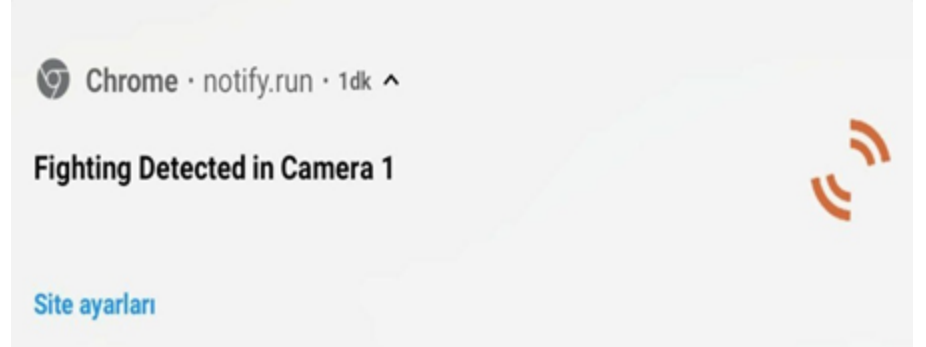 Chrome · notify.run · 1dk
Fighting Detected in Camera 1
Site ayarları